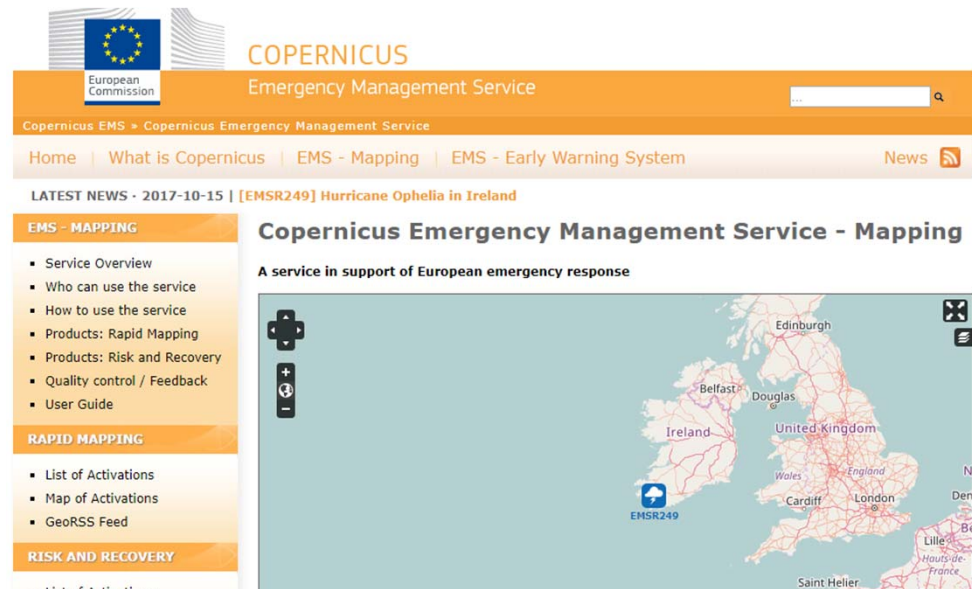 European
Commission
COPERNICUS
Emergency Management Service
...
Copernicus EMS » Copernicus Emergency Management Service
Home | What is Copernicus | EMS - Mapping | EMS - Early Warning System
News
LATEST NEWS · 2017-10-15 | [EMSR249] Hurricane Ophelia in Ireland
EMS - MAPPING
Service Overview
Who can use the service
How to use the service
Products: Rapid Mapping
Products: Risk and Recovery
Quality control / Feedback
User Guide
RAPID MAPPING
List of Activations
Map of Activations
GeoRSS Feed
RISK AND RECOVERY
Copernicus Emergency Management Service - Mapping
A service in support of European emergency response
+
−
Edinburgh
Belfast
Douglas
Ireland
United Kingdom
Wales
England
Cardiff
London
EMSR249
N
Den
Be
Lille
Hauts-de-
France
Saint Helier